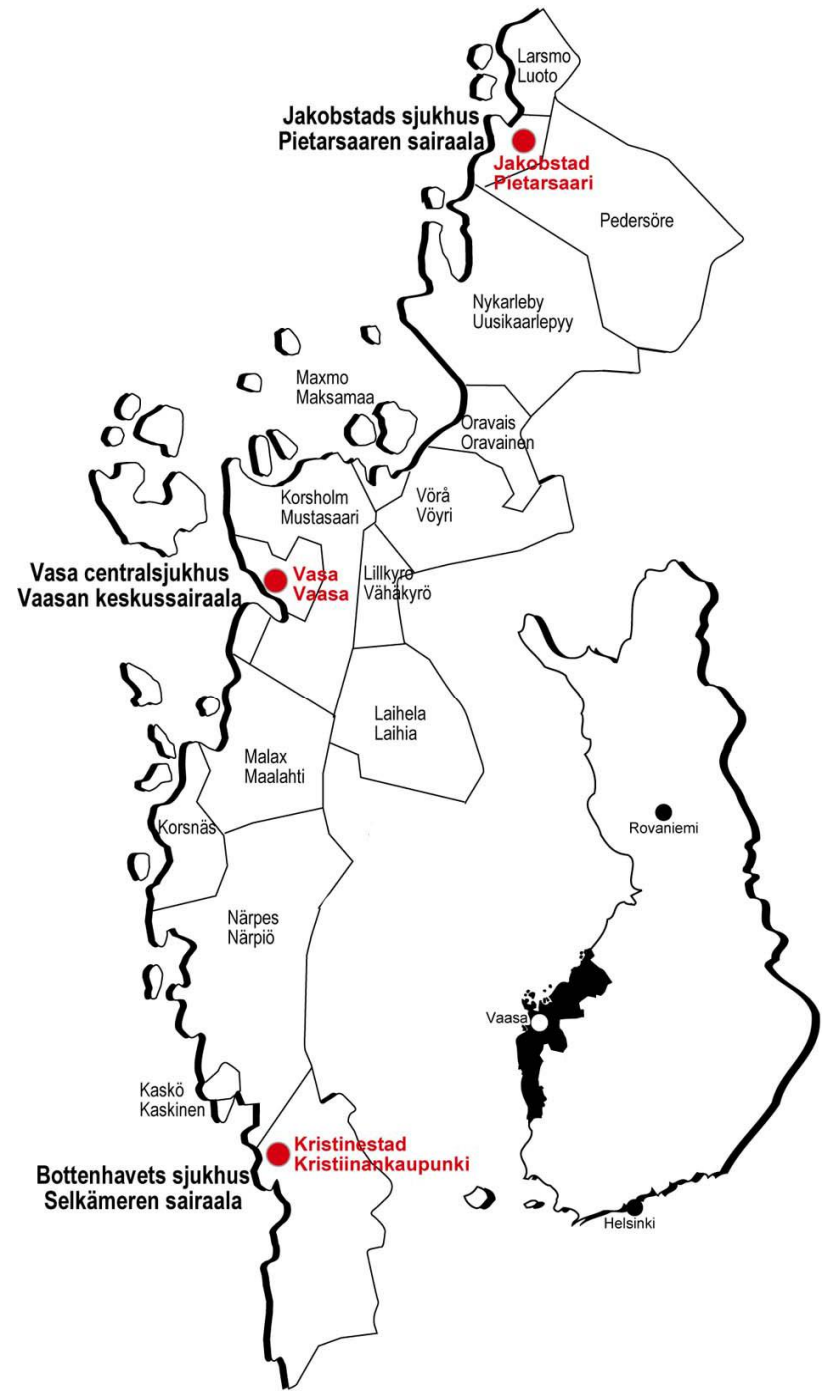 Larsmo
Luoto
Jakobstads sjukhus
Pietarsaaren sairaala
Jakobstad
Pietarsaari
Pedersöre
Nykarleby
Uusikaarlepyy
Maxmo
Maksamaa
Oravais
Oravainen
Korsholm
Mustasaari
Vörå
Vöyri
Vasa centralsjukhus
Vaasan keskussairaala
Vasa
Vaasa
Lillkyro
Vähäkyrö
Laihela
Laihia
Malax
Maalahti
Korsnäs
Rovaniemi
Närpes
Närpiö
Vaasa
Kaskö
Kaskinen
Kristinestad
Kristiinankaupunki
Bottenhavets sjukhus
Selkämeren sairaala
Helsinki